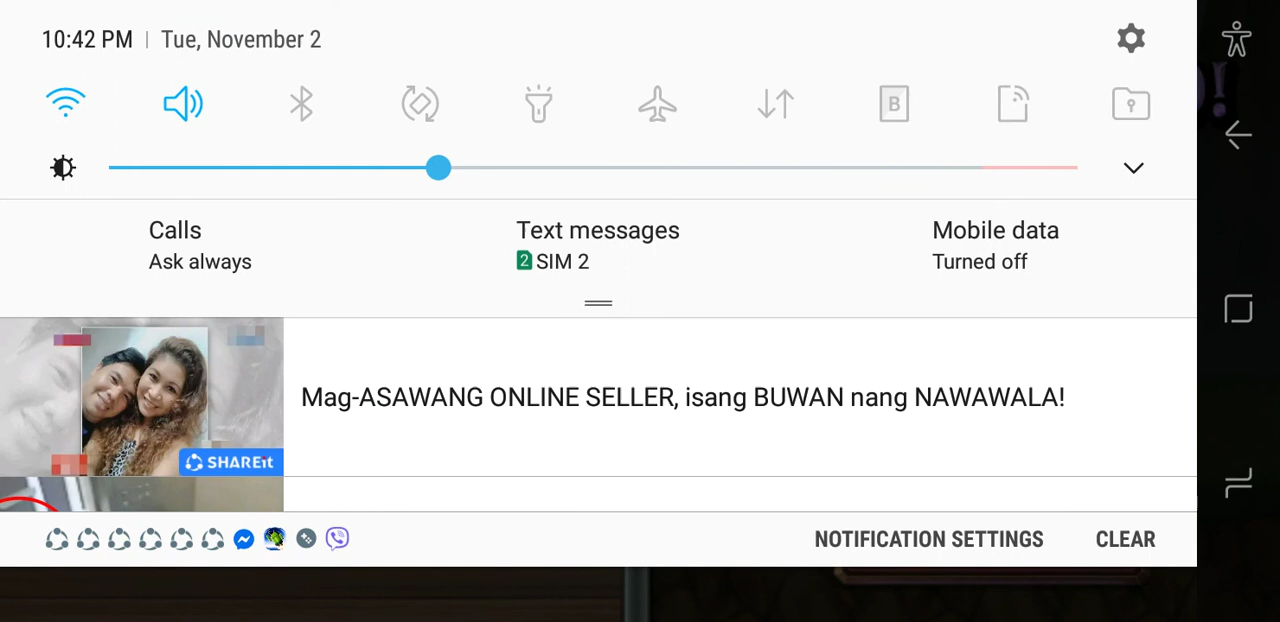 10:42 PM | Tue, November 2
B
Calls
Ask always
Text messages
2 SIM 2
Mobile data
Turned off
Mag-ASAWANG ONLINE SELLER, isang BUWAN nang NAWAWALA!
SHAREit
NOTIFICATION SETTINGS
CLEAR